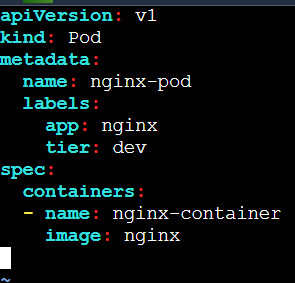 apiVersion: v1
kind: Pod
metadata:
  name: nginx-pod
  labels:
    app: nginx
    tier: dev
spec:
  containers:
  - name: nginx-container
    image: nginx
~